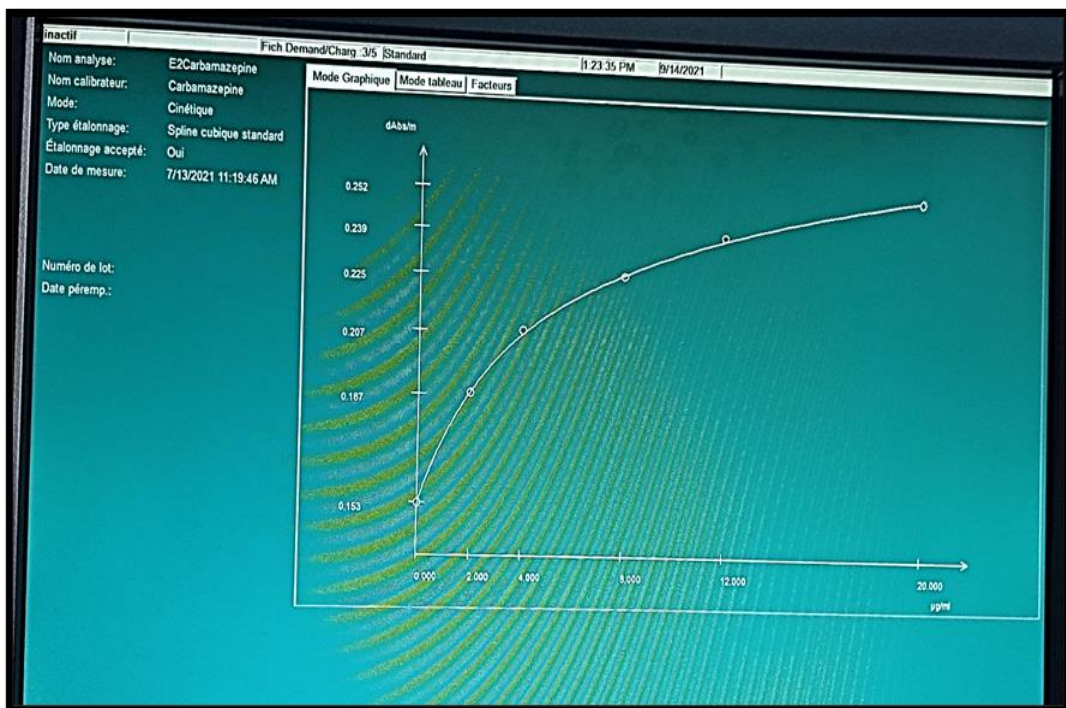 inactif
Fich Demand/Charg :3/5 Standard 1:23:35 PM 9/14/2021
Nom analyse: E2Carbamazepine
Nom calibrateur: Carbamazepine
Mode: Cinétique
Type étalonnage: Spline cubique standard
Étalonnage accepté: Oui
Date de mesure: 7/13/2021 11:19:46 AM
Numéro de lot:
Date péremp.:
Mode Graphique Mode tableau Facteurs
dAbs/m
0.252
0.239
0.225
0.207
0.187
0.153
0.000 2.000 4.000 8.000 12.000 20.000
µg/ml